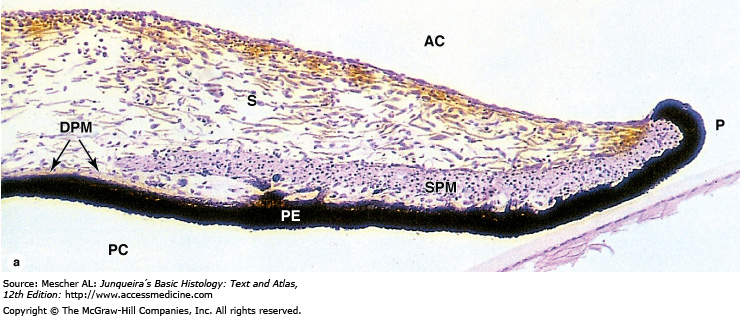 AC
S
DPM
P
SPM
PE
PC
a
Source: Mescher AL: Junqueira´s Basic Histology: Text and Atlas,
12th Edition: http://www.accessmedicine.com
Copyright © The McGraw-Hill Companies, Inc. All rights reserved.